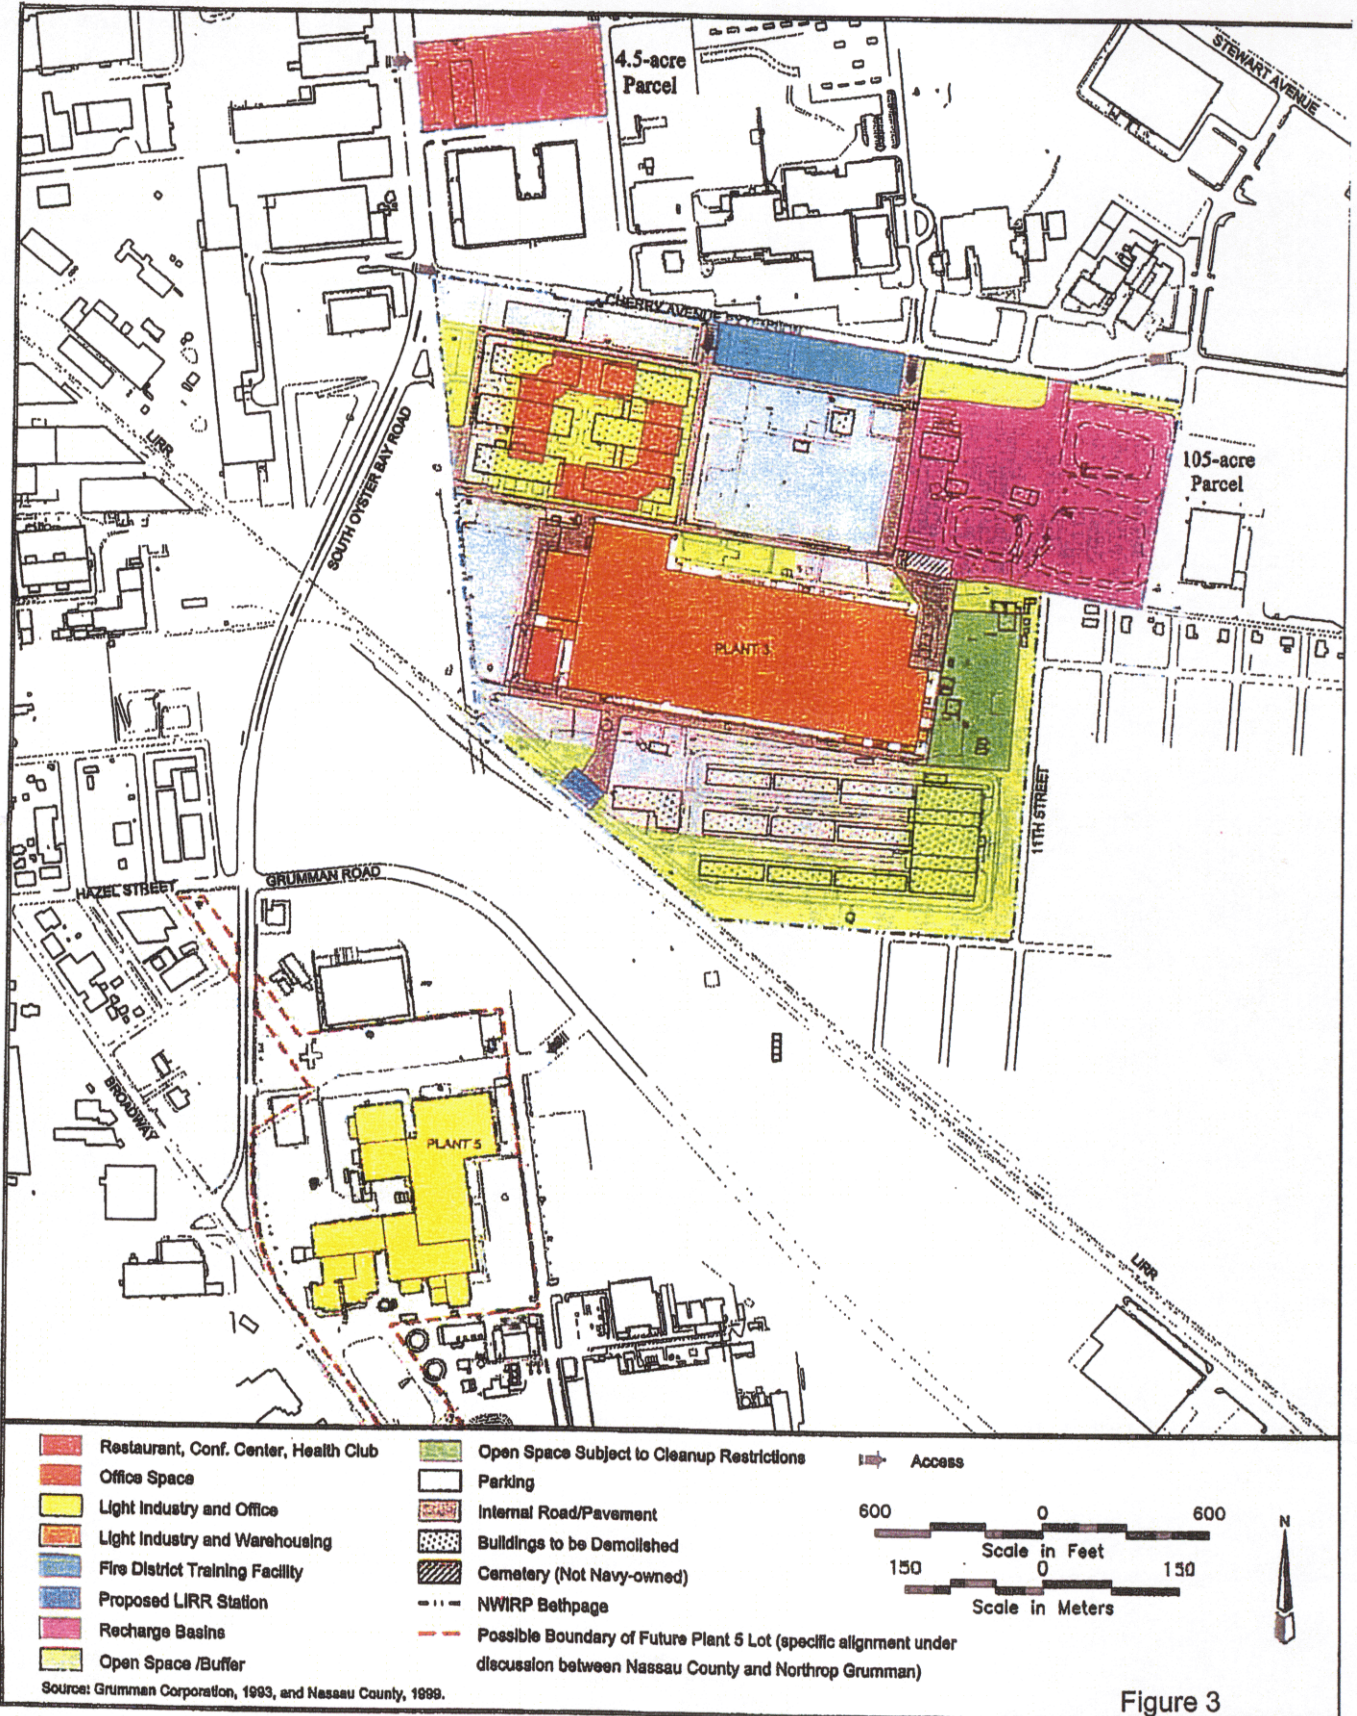 4.5-acre
Parcel
STEWART AVENUE
CHERRY AVENUE
LIRR
SOUTH OYSTER BAY ROAD
105-acre
Parcel
PLANT 3
11TH STREET
HAZEL STREET
GRUMMAN ROAD
BROADWAY
PLANT 5
LIRR
Restaurant, Conf. Center, Health Club
Office Space
Light Industry and Office
Light Industry and Warehousing
Fire District Training Facility
Proposed LIRR Station
Recharge Basins
Open Space /Buffer
Open Space Subject to Cleanup Restrictions
Parking
Internal Road/Pavement
Buildings to be Demolished
Cemetery (Not Navy-owned)
NWIRP Bethpage
Possible Boundary of Future Plant 5 Lot (specific alignment under
discussion between Nassau County and Northrop Grumman)
Access
600 0 600
Scale in Feet
150 0 150
Scale in Meters
N
Source: Grumman Corporation, 1993, and Nassau County, 1999.
Figure 3